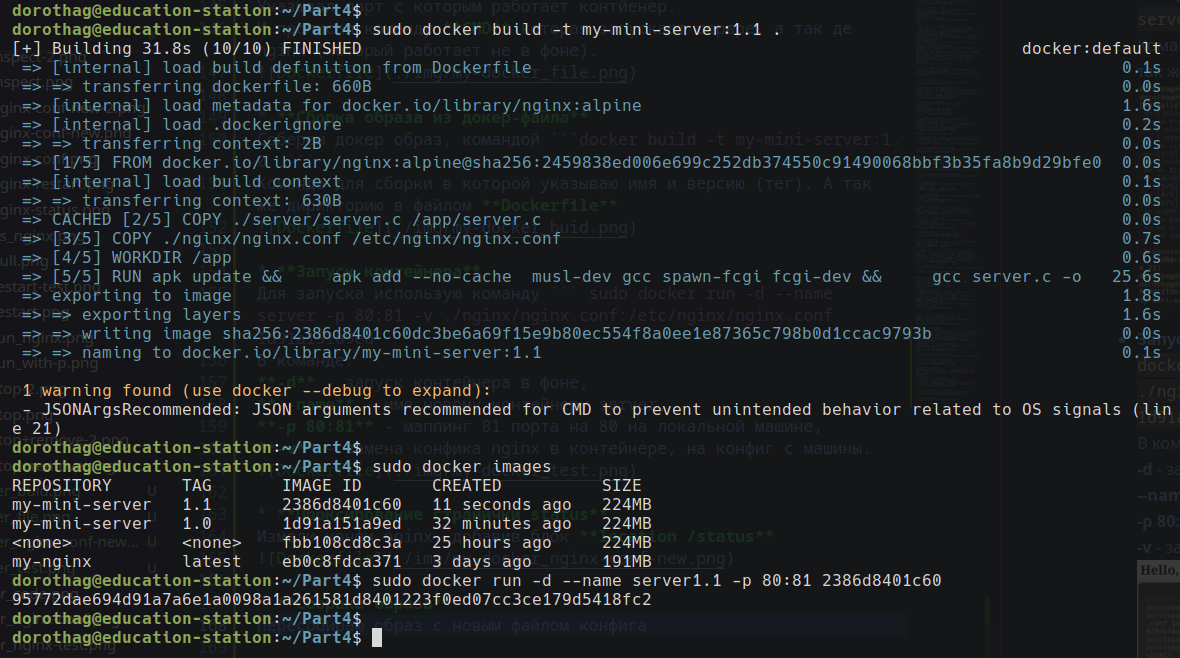 dorothag@education-station:~/Part4$
dorothag@education-station:~/Part4$ sudo docker build -t my-mini-server:1.1 .
[+] Building 31.8s (10/10) FINISHED docker:default
=> [internal] load build definition from Dockerfile 0.1s
=> => transferring dockerfile: 660B 0.0s
=> [internal] load metadata for docker.io/library/nginx:alpine 1.6s
=> [internal] load .dockerignore 0.2s
=> => transferring context: 2B 0.0s
=> [1/5] FROM docker.io/library/nginx:alpine@sha256:2459838ed006e699c252db374550c91490068bbf3b35fa8b9d29bfe0 0.0s
=> [internal] load build context 0.1s
=> => transferring context: 630B 0.0s
=> CACHED [2/5] COPY ./server/server.c /app/server.c 0.0s
=> [3/5] COPY ./nginx/nginx.conf /etc/nginx/nginx.conf 0.7s
=> [4/5] WORKDIR /app 0.6s
=> [5/5] RUN apk update && apk add --no-cache musl-dev gcc spawn-fcgi fcgi-dev && gcc server.c -o 25.6s
=> exporting to image 1.8s
=> => exporting layers 1.6s
=> => writing image sha256:2386d8401c60dc3be6a69f15e9b80ec554f8a0ee1e87365c798b0d1ccac9793b 0.0s
=> => naming to docker.io/library/my-mini-server:1.1 0.1s
1 warning found (use docker --debug to expand):
- JSONArgsRecommended: JSON arguments recommended for CMD to prevent unintended behavior related to OS signals (lin
e 21)
dorothag@education-station:~/Part4$
dorothag@education-station:~/Part4$ sudo docker images
REPOSITORY TAG IMAGE ID CREATED SIZE
my-mini-server 1.1 2386d8401c60 11 seconds ago 224MB
my-mini-server 1.0 1d91a151a9ed 32 minutes ago 224MB
<none> <none> fbb108cd8c3a 25 hours ago 224MB
my-nginx latest eb0c8fdca371 3 days ago 191MB
dorothag@education-station:~/Part4$ sudo docker run -d --name server1.1 -p 80:81 2386d8401c60
95772dae694d91a7a6e1a0098a1a261581d8401223f0ed07cc3ce179d5418fc2
dorothag@education-station:~/Part4$
dorothag@education-station:~/Part4$